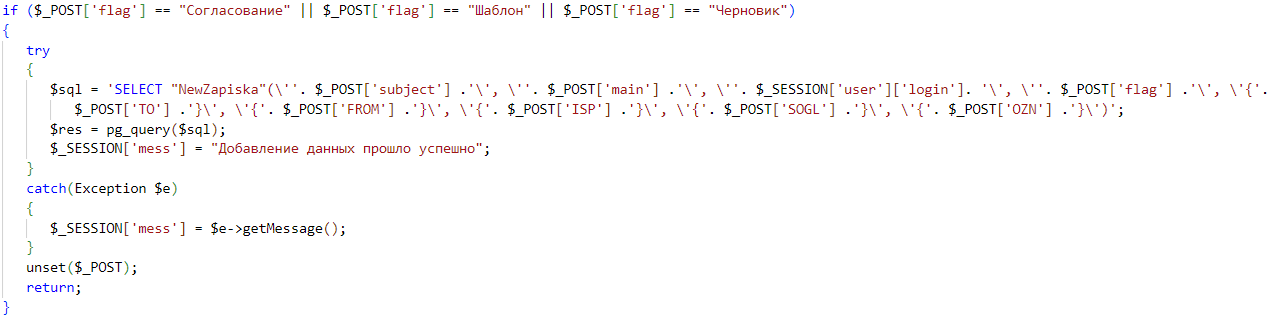 if ($_POST['flag'] == "Согласование" || $_POST['flag'] == "Шаблон" || $_POST['flag'] == "Черновик")
{
try
{
$sql = 'SELECT "NewZapiska"(\''. $_POST['subject'] .'\', \''. $_POST['main'] .'\', \''. $_SESSION['user']['login']. '\', \''. $_POST['flag'] .'\', \'{'.
$_POST['TO'] .'}\', \'{'. $_POST['FROM'] .'}\', \'{'. $_POST['ISP'] .'}\', \'{'. $_POST['SOGL'] .'}\', \'{'. $_POST['OZN'] .'}\')';
$res = pg_query($sql);
$_SESSION['mess'] = "Добавление данных прошло успешно";
}
catch(Exception $e)
{
$_SESSION['mess'] = $e->getMessage();
}
unset($_POST);
return;
}